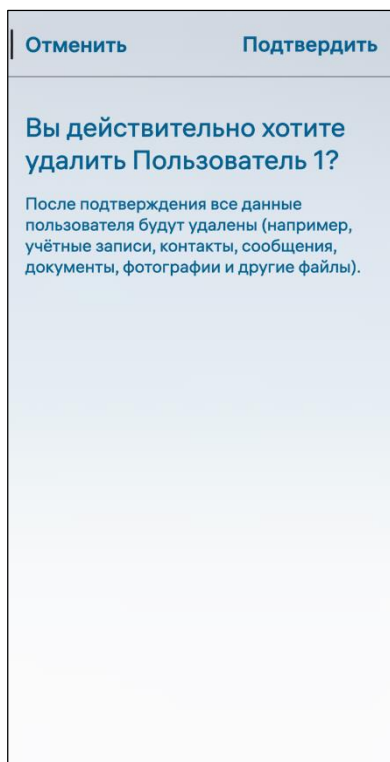 Отменить Подтвердить
Вы действительно хотите
удалить Пользователь 1?
После подтверждения все данные
пользователя будут удалены (например,
учётные записи, контакты, сообщения,
документы, фотографии и другие файлы).